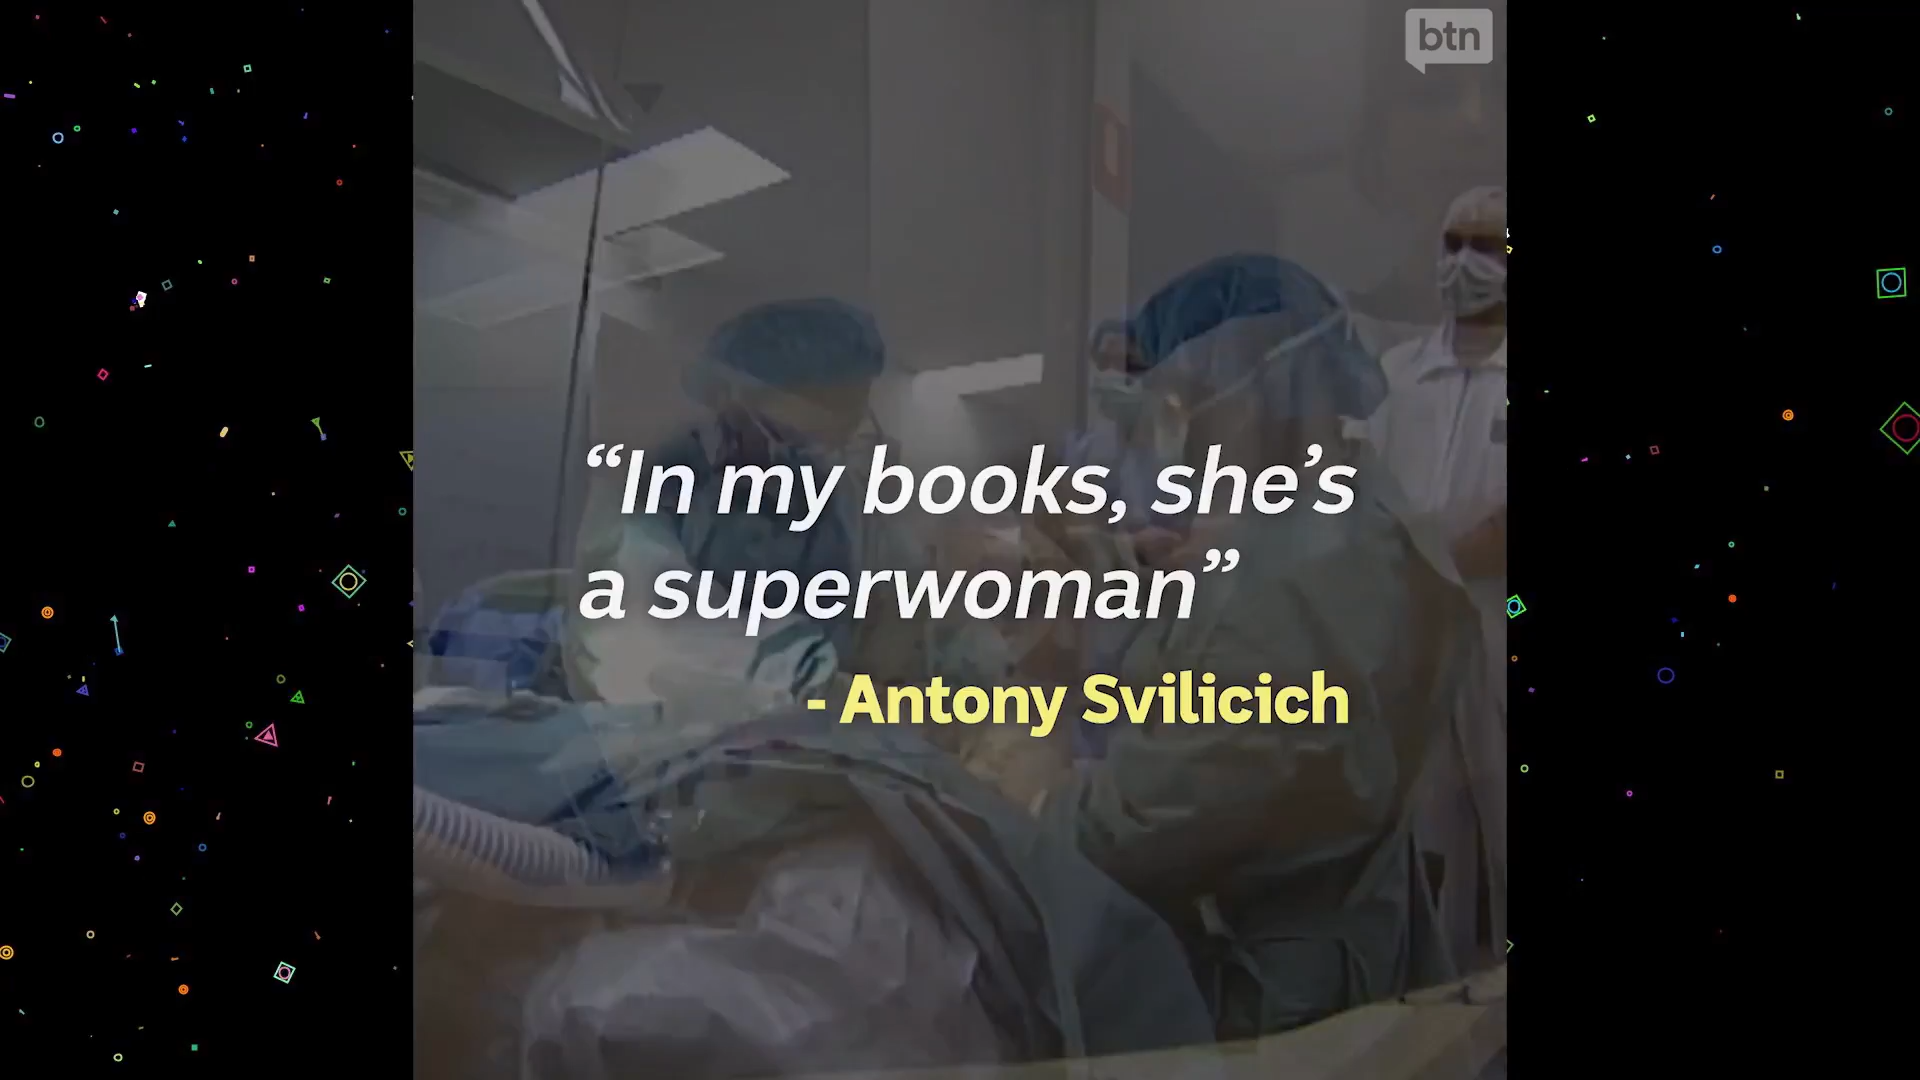 btn
“In my books, she’s
a superwoman”
- Antony Svilicich